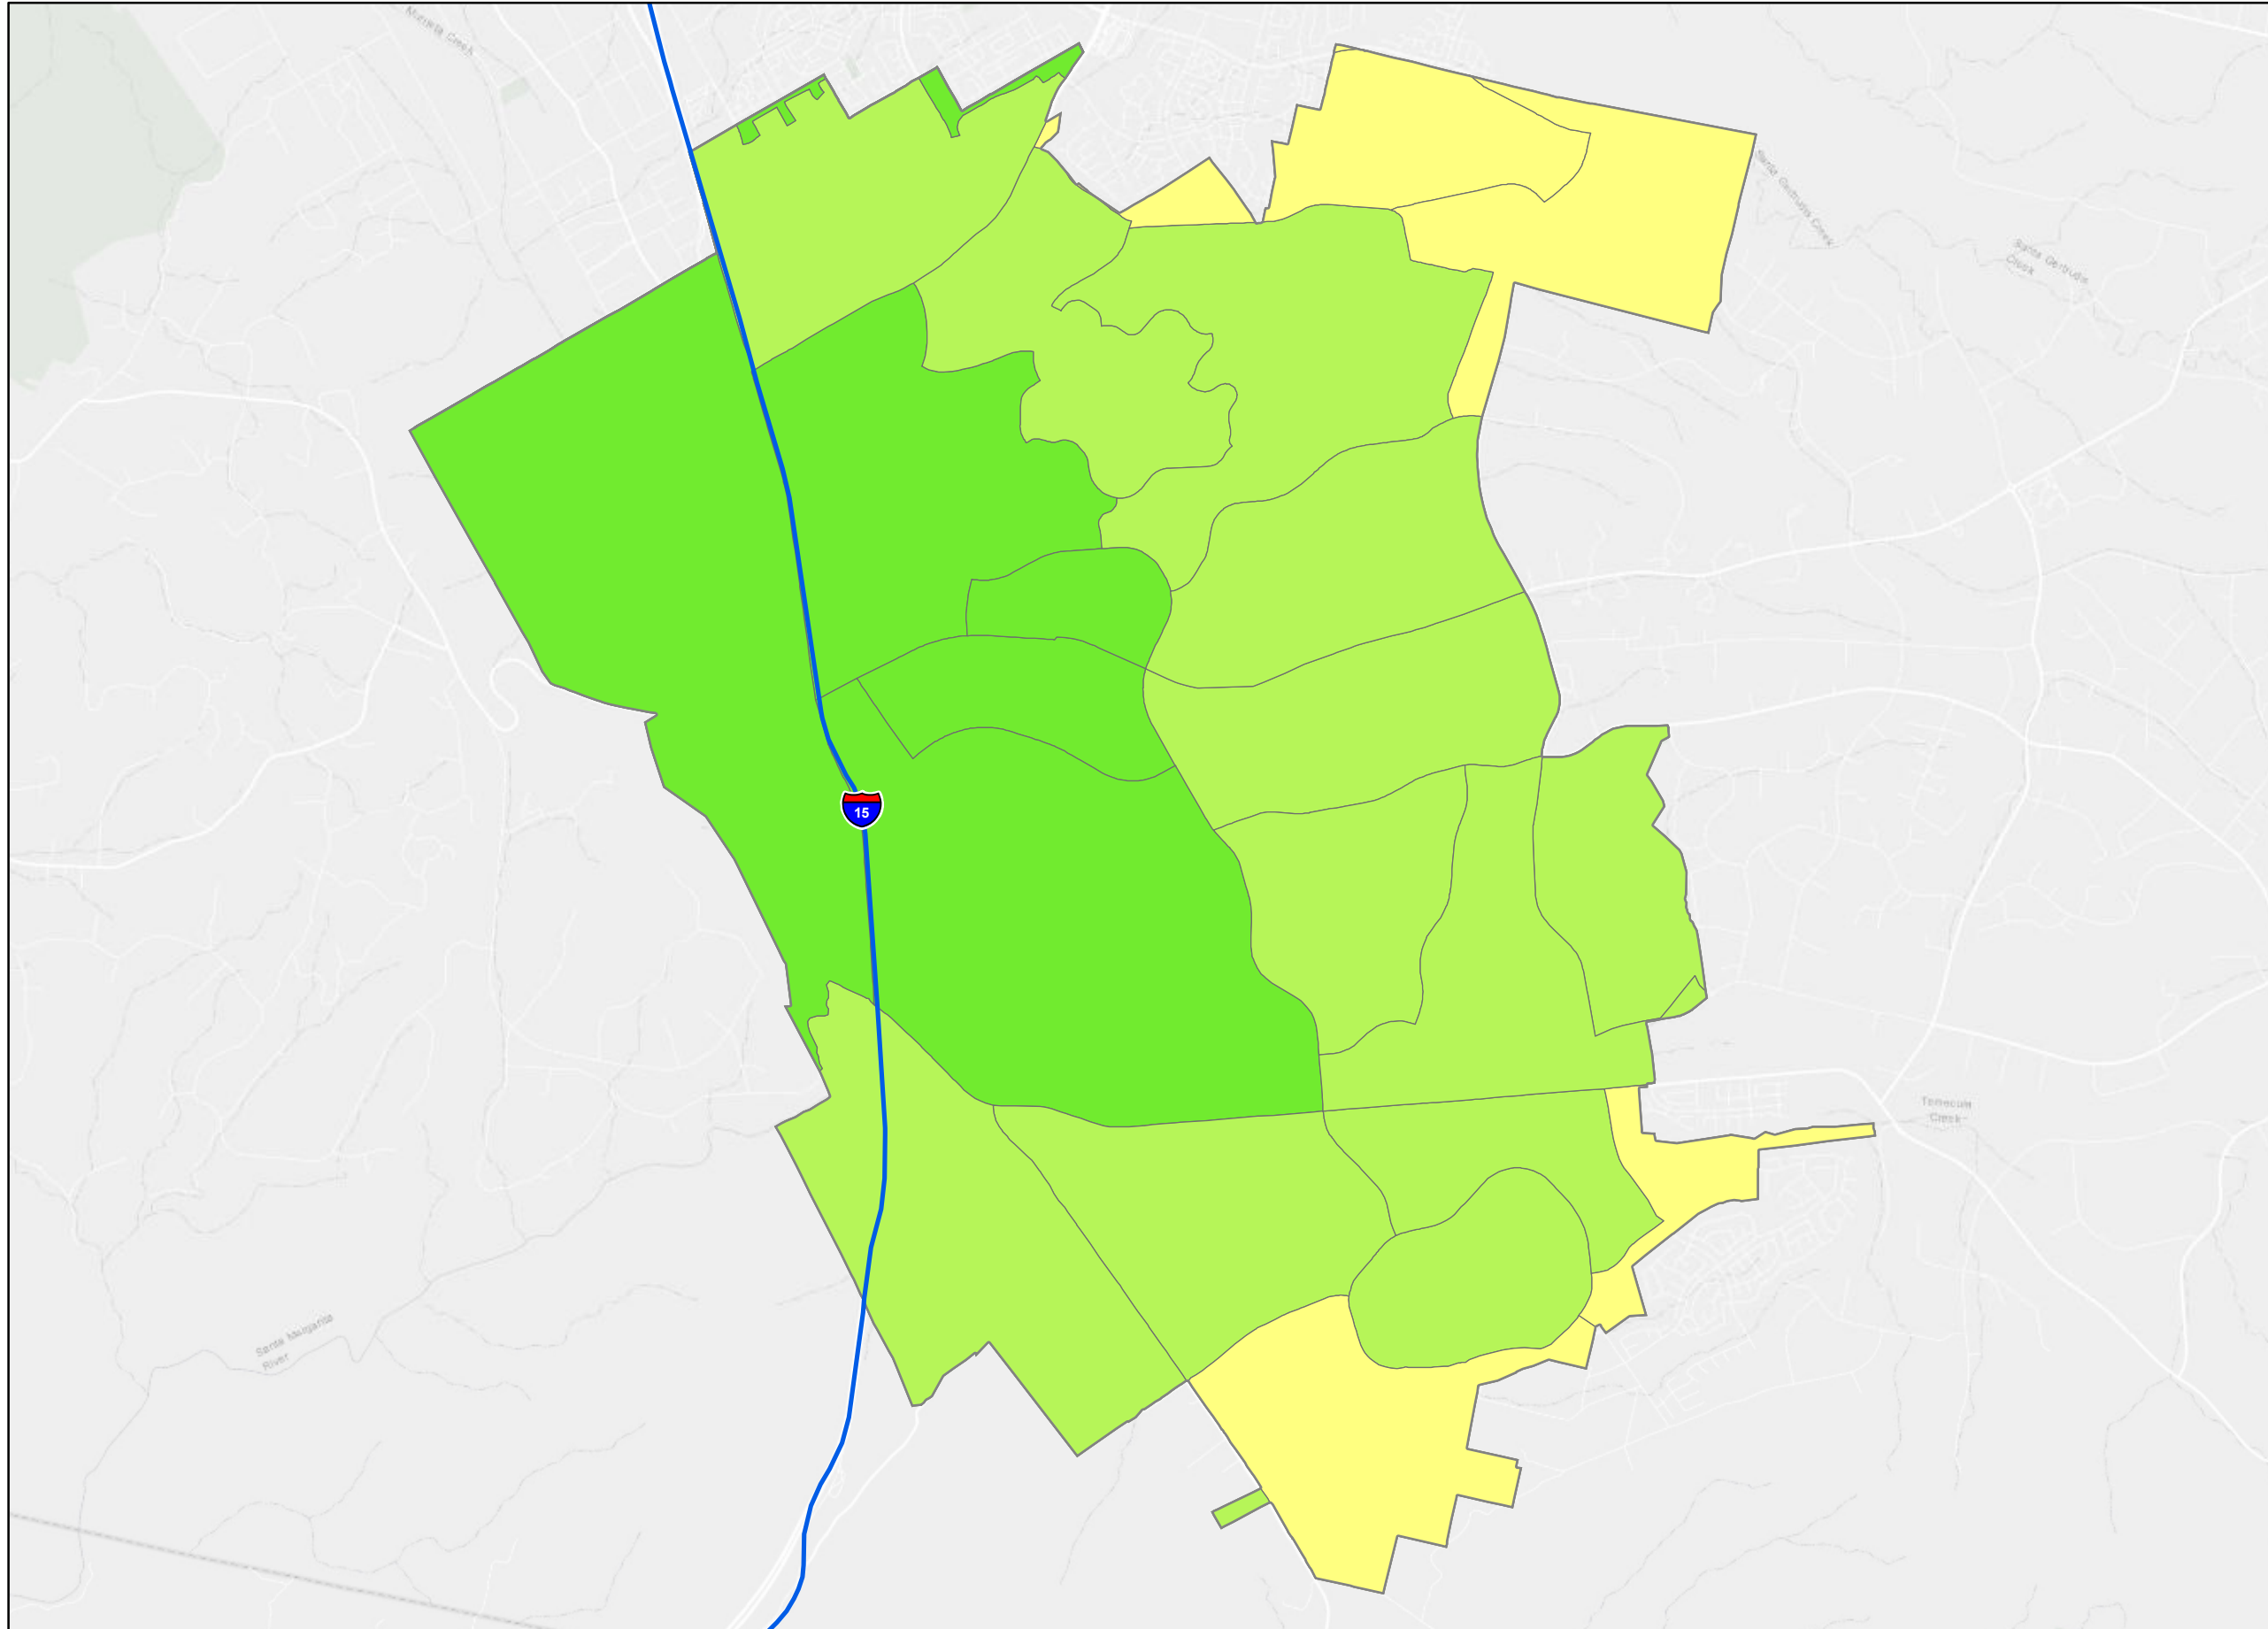 Murrieta Creek
Santa Gertrudis Creek
Santa Gertrudis
Creek
15
Temecula
Creek
Santa Margarita
River